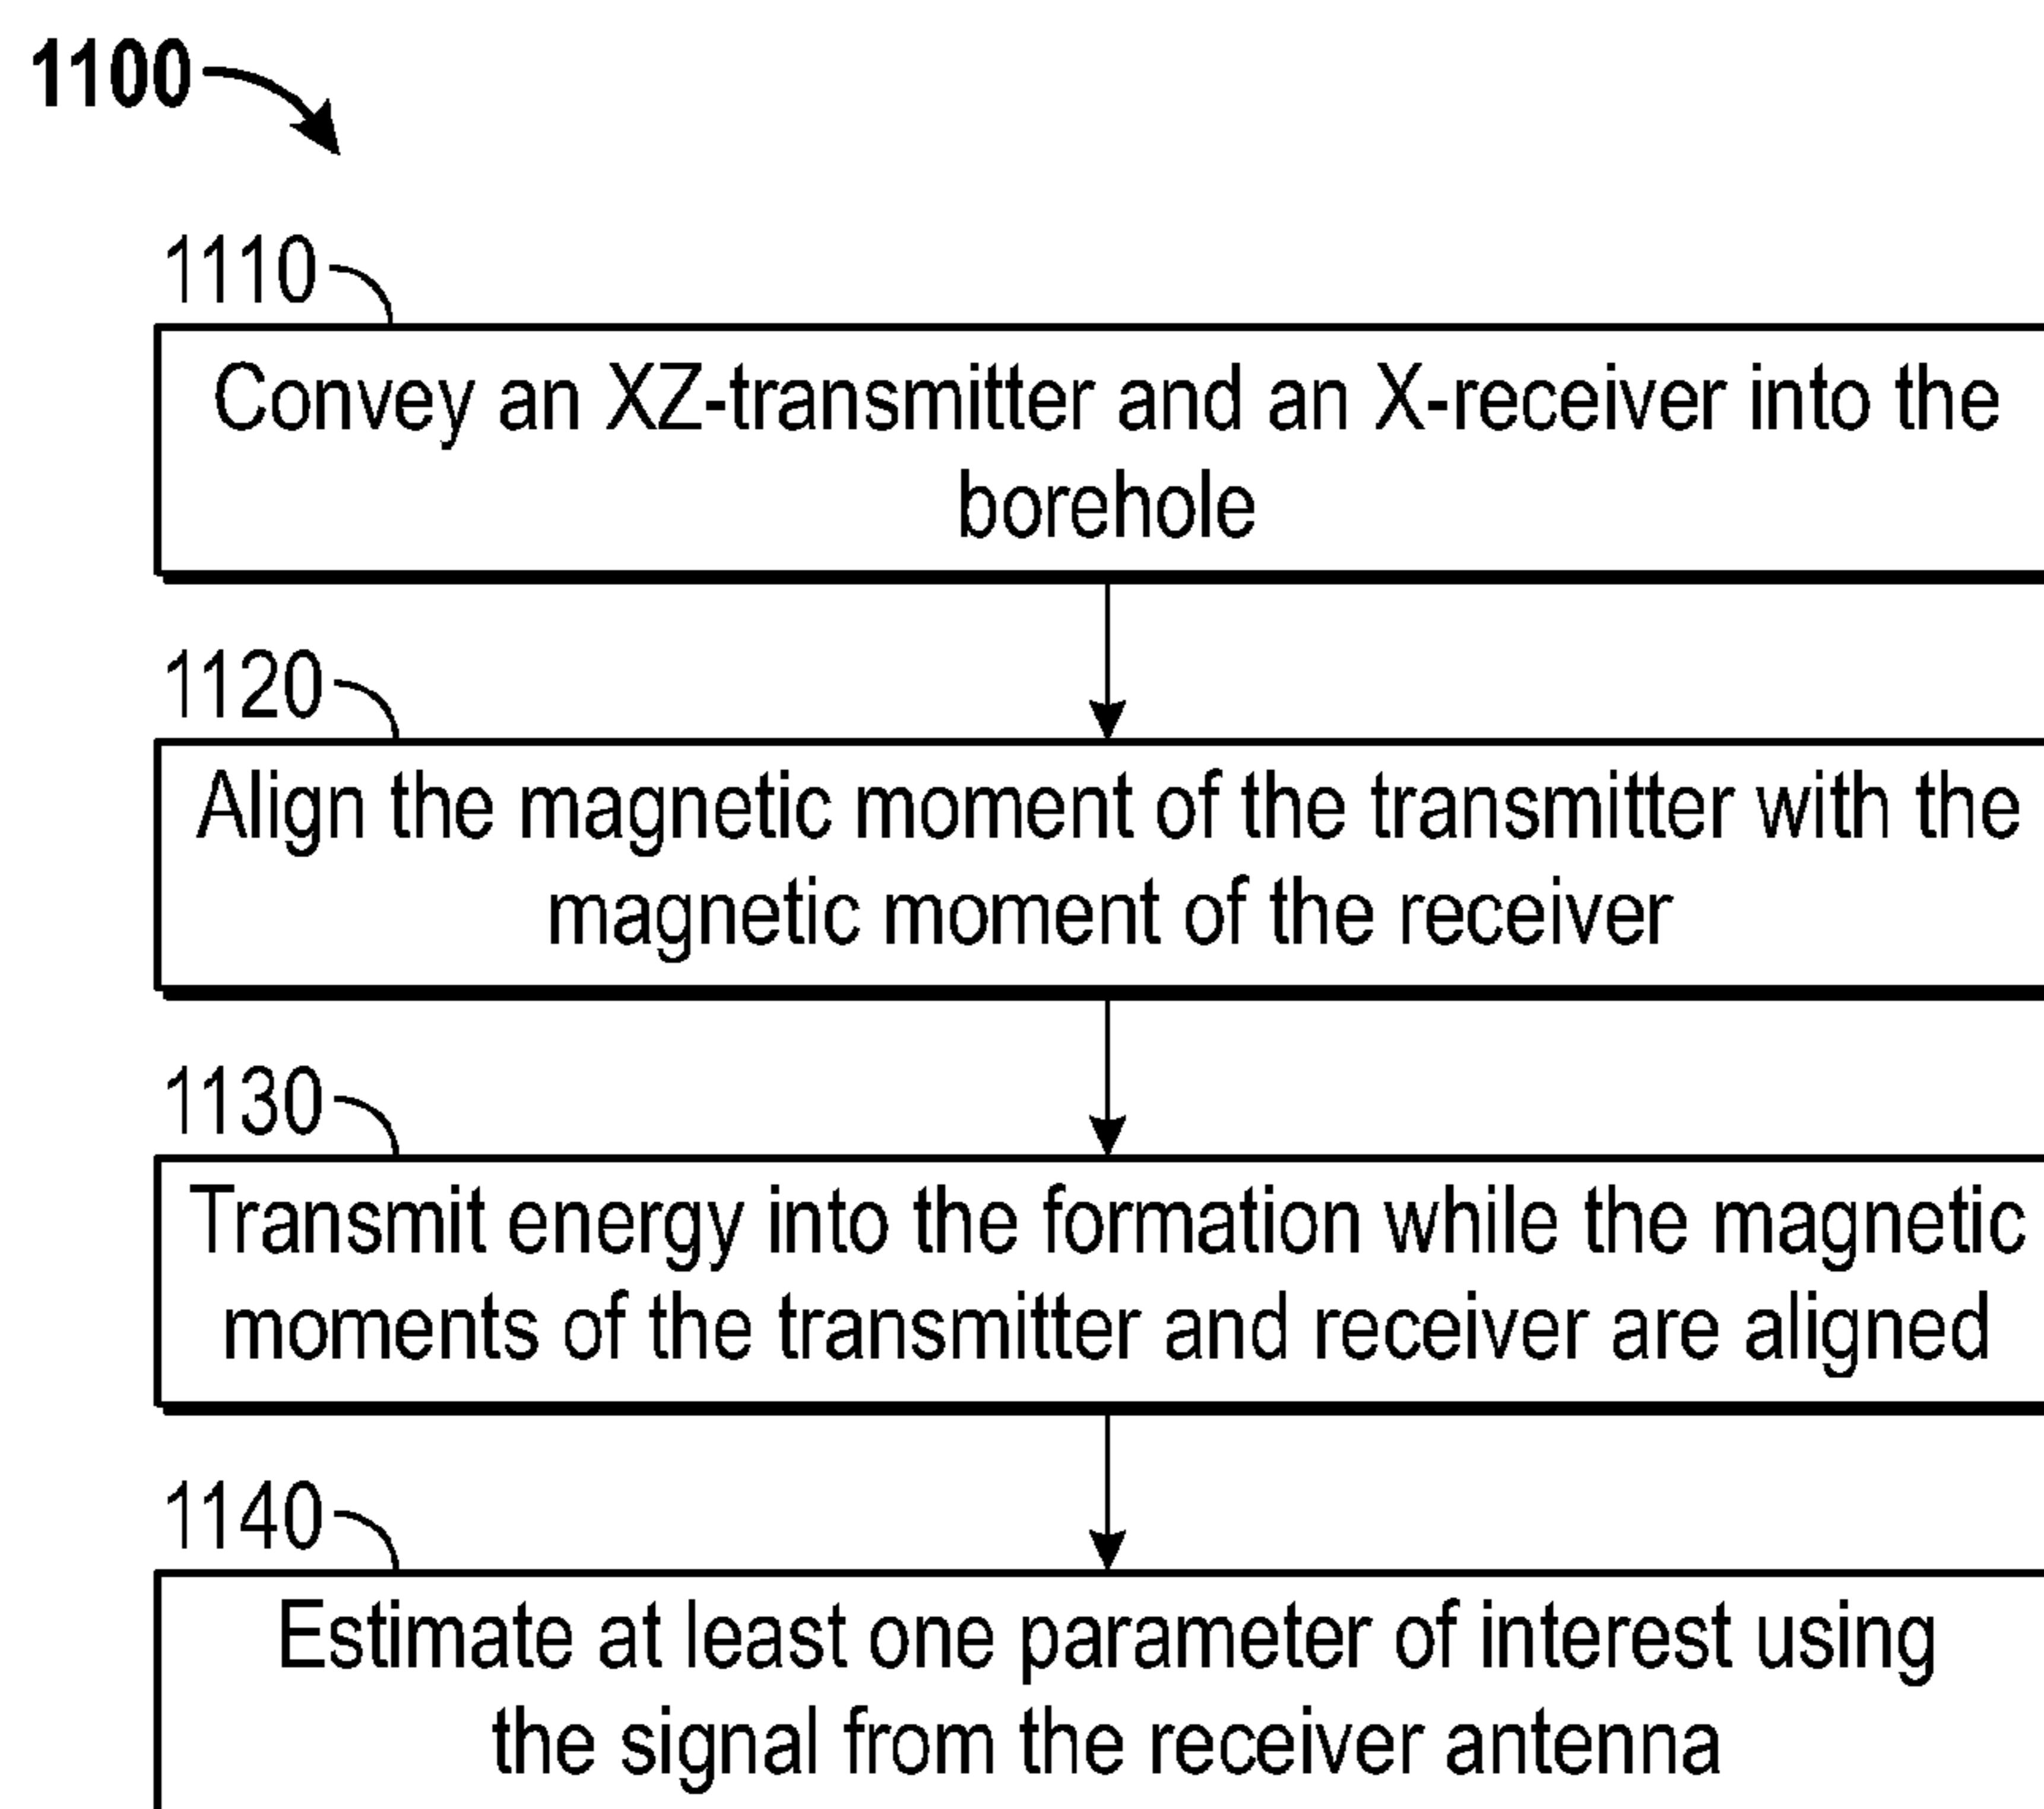 1100
1110
Convey an XZ-transmitter and an X-receiver into the
borehole
1120
Align the magnetic moment of the transmitter with the
magnetic moment of the receiver
1130
Transmit energy into the formation while the magnetic
moments of the transmitter and receiver are aligned
1140
Estimate at least one parameter of interest using
the signal from the receiver antenna